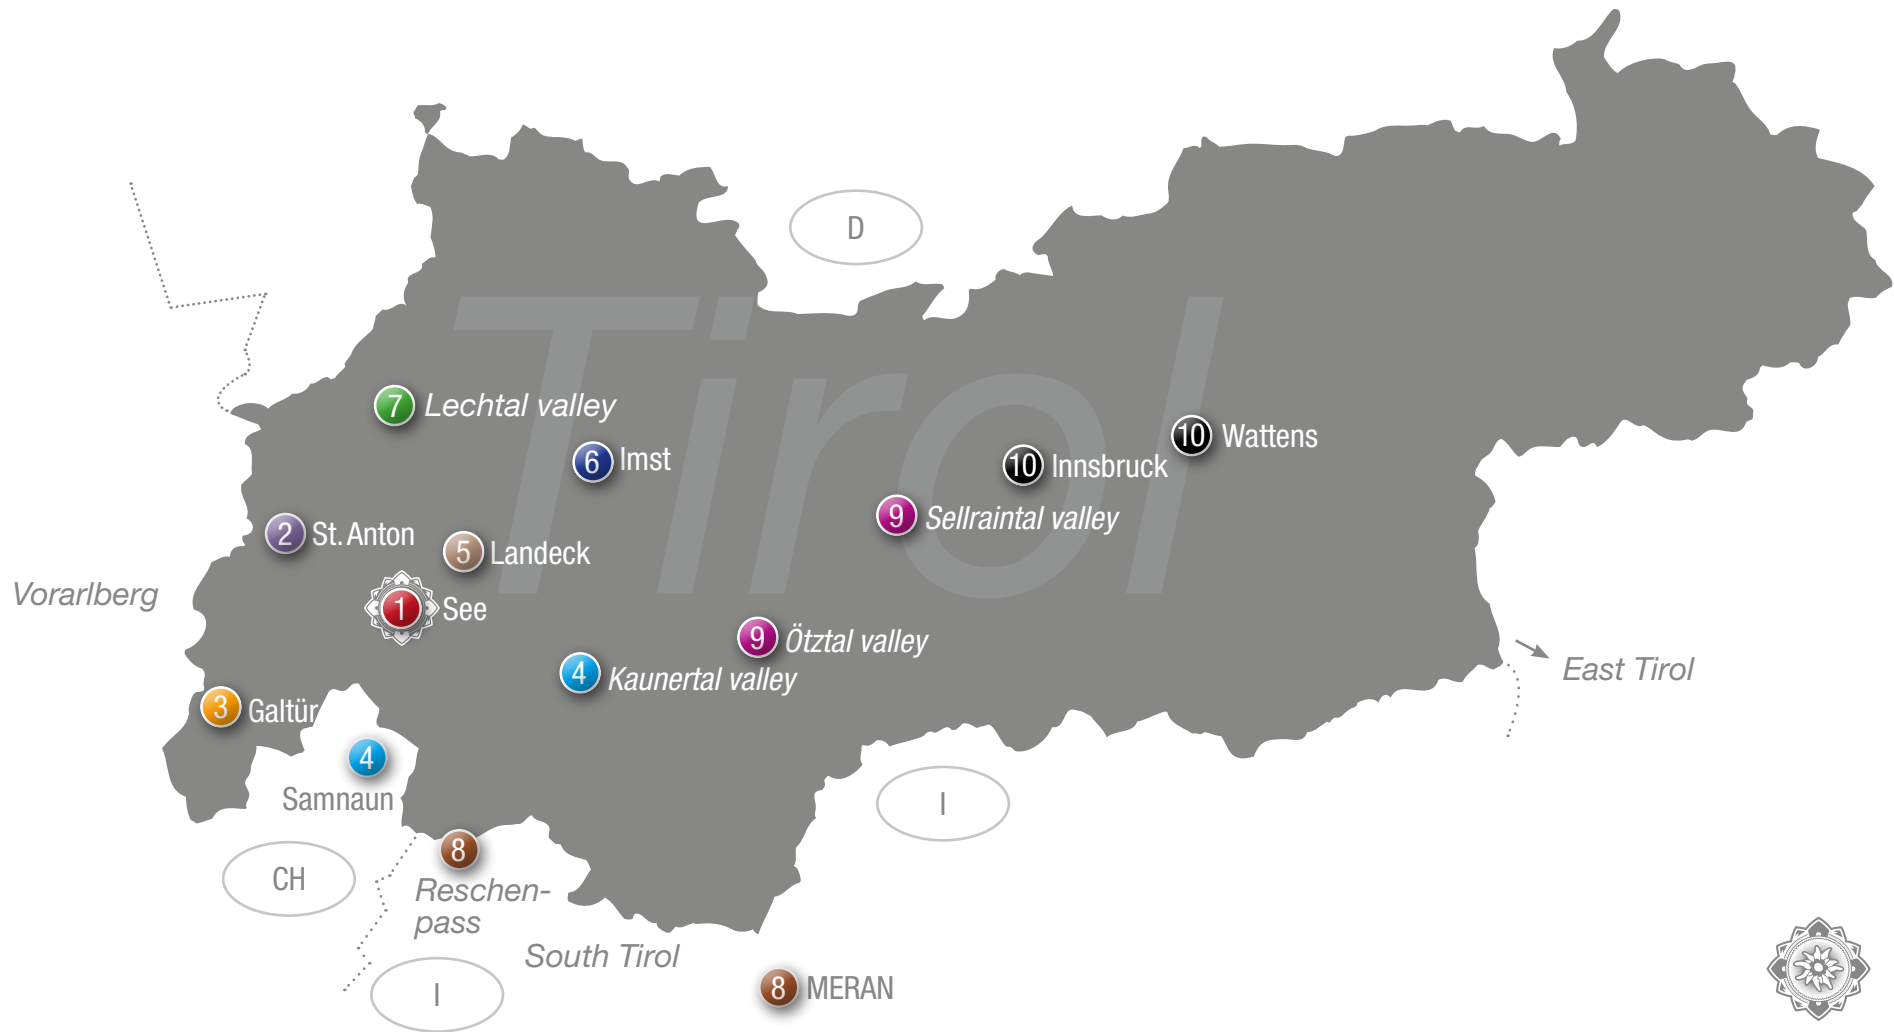 D
Tirol
7 Lechtal valley
6 Imst
10 Wattens
10 Innsbruck
9 Sellraintal valley
2 St. Anton
5 Landeck
Vorarlberg
1 See
9 Ötztal valley
4 Kaunertal valley
East Tirol
3 Galtür
4
Samnaun
I
8
CH
Reschen-
pass
South Tirol
I
8 MERAN